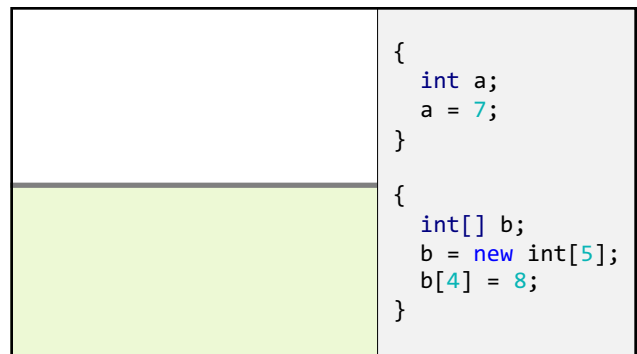 {
  int a;
  a = 7;
}
{
  int[] b;
  b = new int[5];
  b[4] = 8;
}